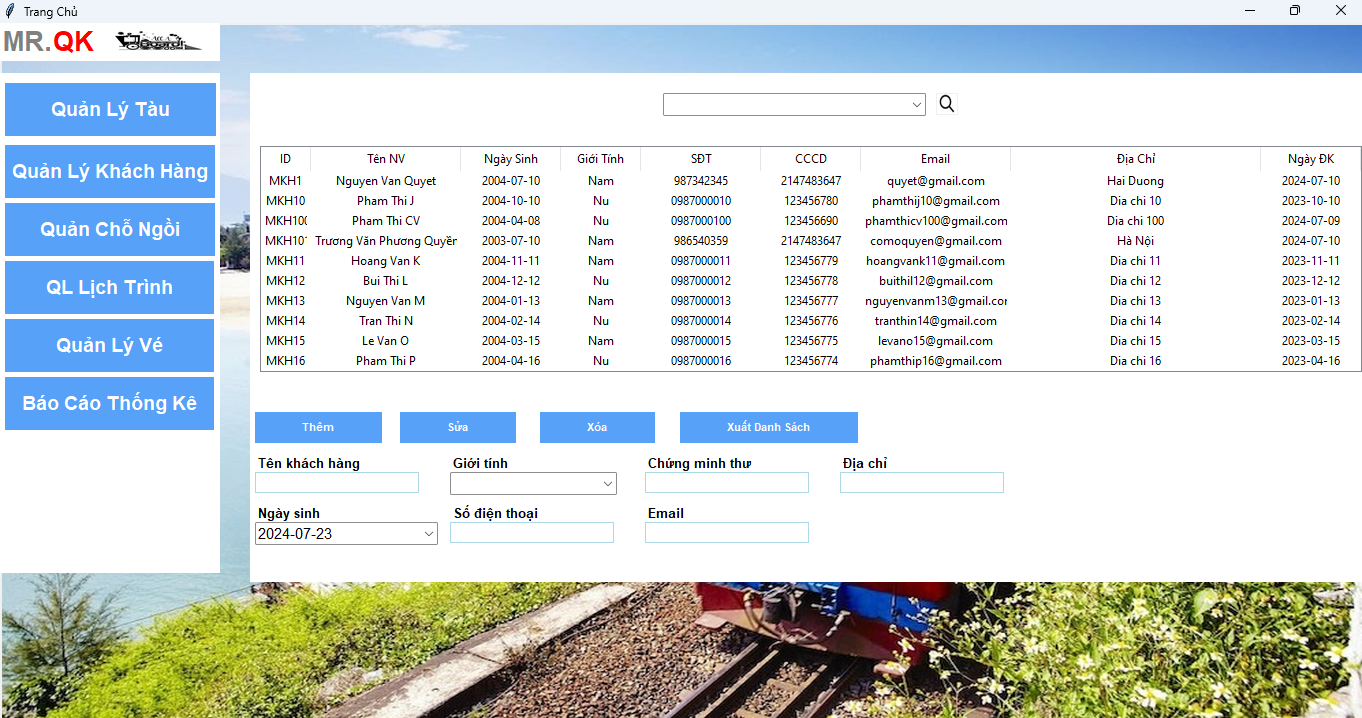 Trang Chủ
MR.QK
Quản Lý Tàu
Quản Lý Khách Hàng
Quản Chỗ Ngồi
QL Lịch Trình
Quản Lý Vé
Báo Cáo Thống Kê
ID Tên NV Ngày Sinh Giới Tính SĐT CCCD Email Địa Chỉ Ngày ĐK
MKH1 Nguyen Van Quyet 2004-07-10 Nam 987342345 2147483647 quyet@gmail.com Hai Duong 2024-07-10
MKH10 Pham Thi J 2004-10-10 Nu 0987000010 123456780 phamthij10@gmail.com Dia chi 10 2023-10-10
MKH100 Pham Thi CV 2004-04-08 Nu 0987000100 123456690 phamthicv100@gmail.com Dia chi 100 2024-07-09
MKH101 Trương Văn Phương Quyền 2003-07-10 Nam 986540359 2147483647 comoquyen@gmail.com Hà Nội 2024-07-10
MKH11 Hoang Van K 2004-11-11 Nam 0987000011 123456779 hoangvank11@gmail.com Dia chi 11 2023-11-11
MKH12 Bui Thi L 2004-12-12 Nu 0987000012 123456778 buithil12@gmail.com Dia chi 12 2023-12-12
MKH13 Nguyen Van M 2004-01-13 Nam 0987000013 123456777 nguyenvanm13@gmail.cor Dia chi 13 2023-01-13
MKH14 Tran Thi N 2004-02-14 Nu 0987000014 123456776 tranthin14@gmail.com Dia chi 14 2023-02-14
MKH15 Le Van O 2004-03-15 Nam 0987000015 123456775 levano15@gmail.com Dia chi 15 2023-03-15
MKH16 Pham Thi P 2004-04-16 Nu 0987000016 123456774 phamthip16@gmail.com Dia chi 16 2023-04-16
Thêm Sửa Xóa Xuất Danh Sách
Tên khách hàng Giới tính Chứng minh thư Địa chỉ
Ngày sinh Số điện thoại Email
2024-07-23